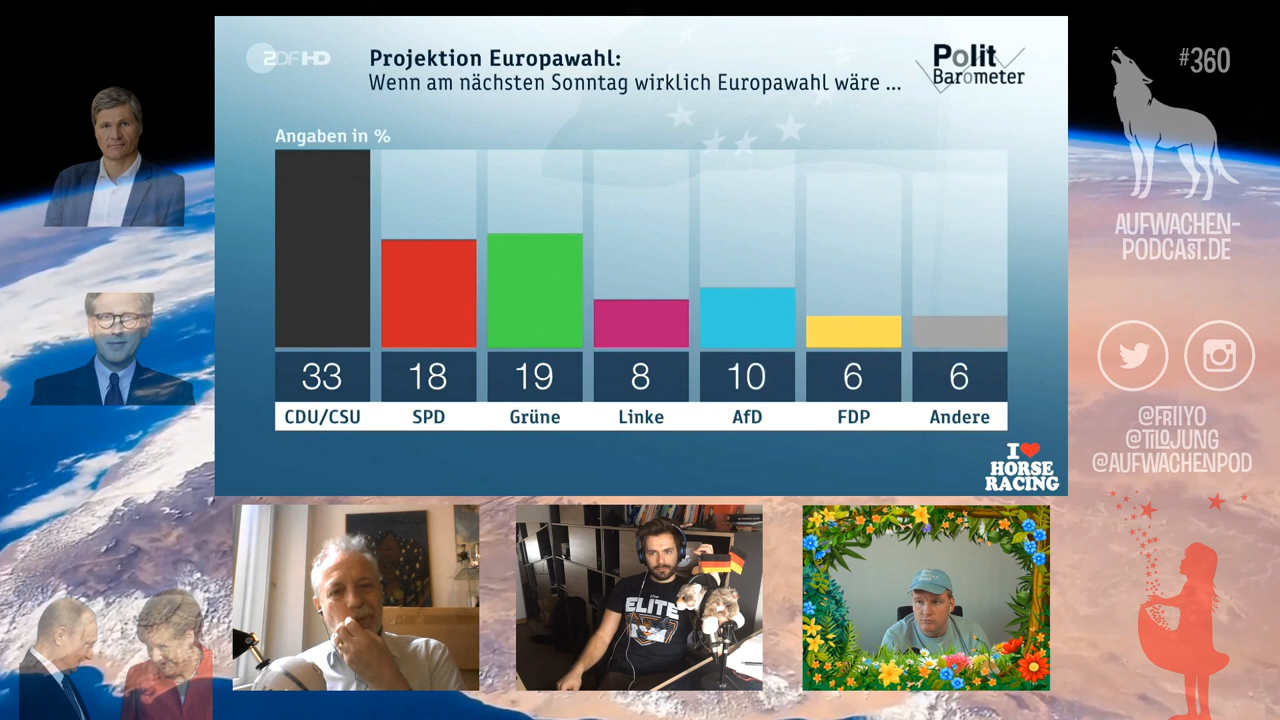 ZDFHD
Projektion Europawahl:
Wenn am nächsten Sonntag wirklich Europawahl wäre ...
Polit
Barometer
#360
Angaben in %
33 18 19 8 10 6 6
CDU/CSU SPD Grüne Linke AfD FDP Andere
AUFWACHEN-
PODCAST.DE
@FRIIYO
@TILOJUNG
@AUFWACHENPOD
I
HORSE
RACING
ELITE